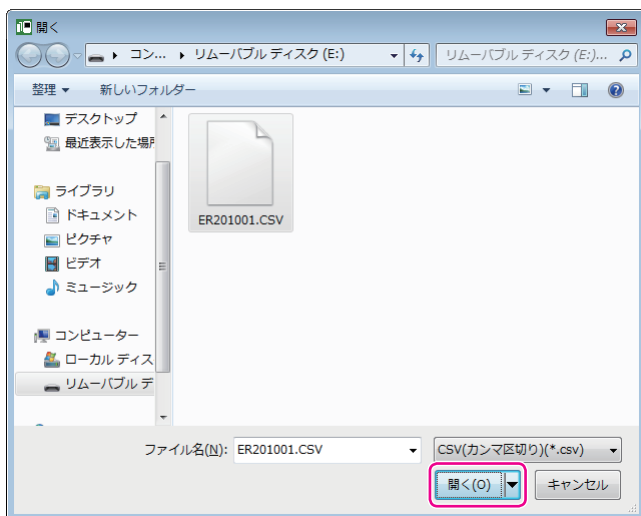 開く
コン... リムーバブル ディスク (E:)
リムーバブル ディスク (E:)...
整理 新しいフォルダー
デスクトップ
最近表示した場所
ライブラリ
ドキュメント
ピクチャ
ビデオ
ミュージック
コンピューター
ローカル ディス
リムーバブル デ
ER201001.CSV
ファイル名(N): ER201001.CSV
CSV(カンマ区切り)(*.csv)
開く(O) キャンセル